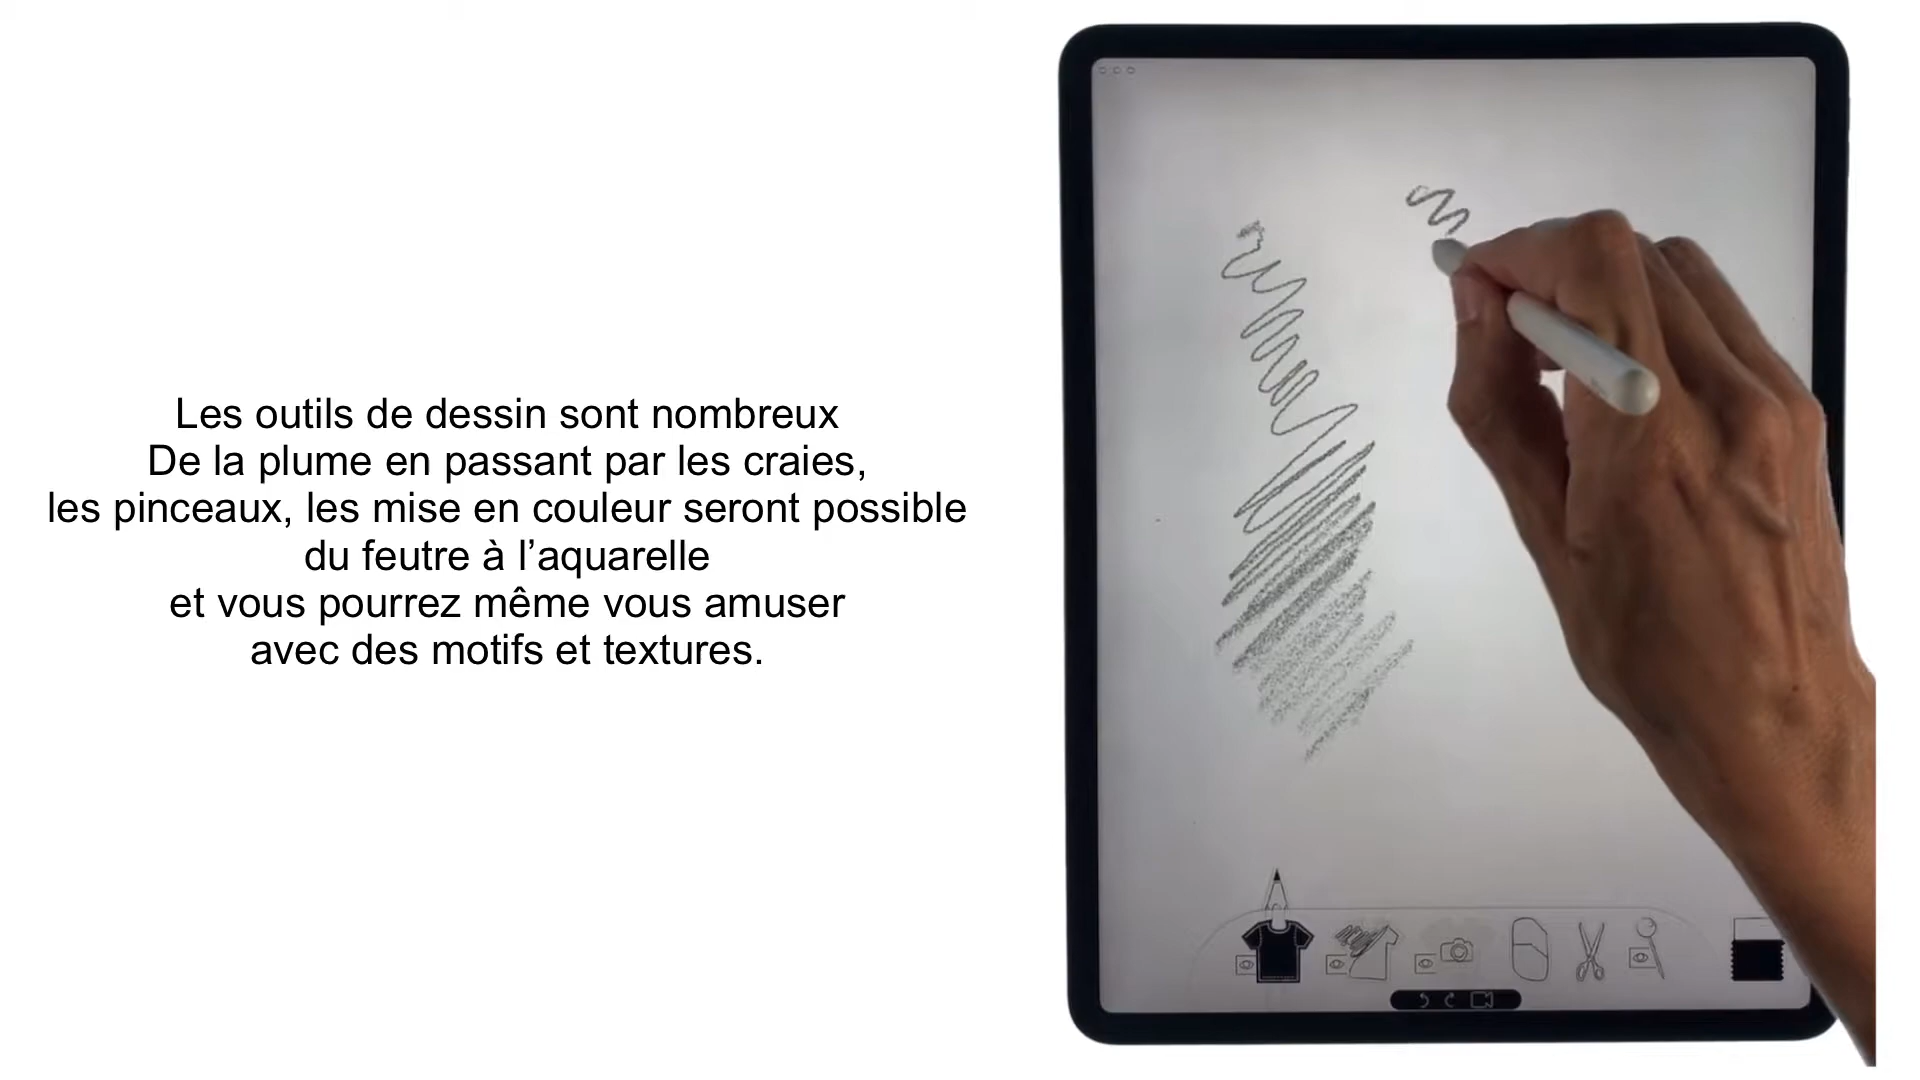 Les outils de dessin sont nombreux
De la plume en passant par les craies,
les pinceaux, les mise en couleur seront possible
du feutre à l’aquarelle
et vous pourrez même vous amuser
avec des motifs et textures.